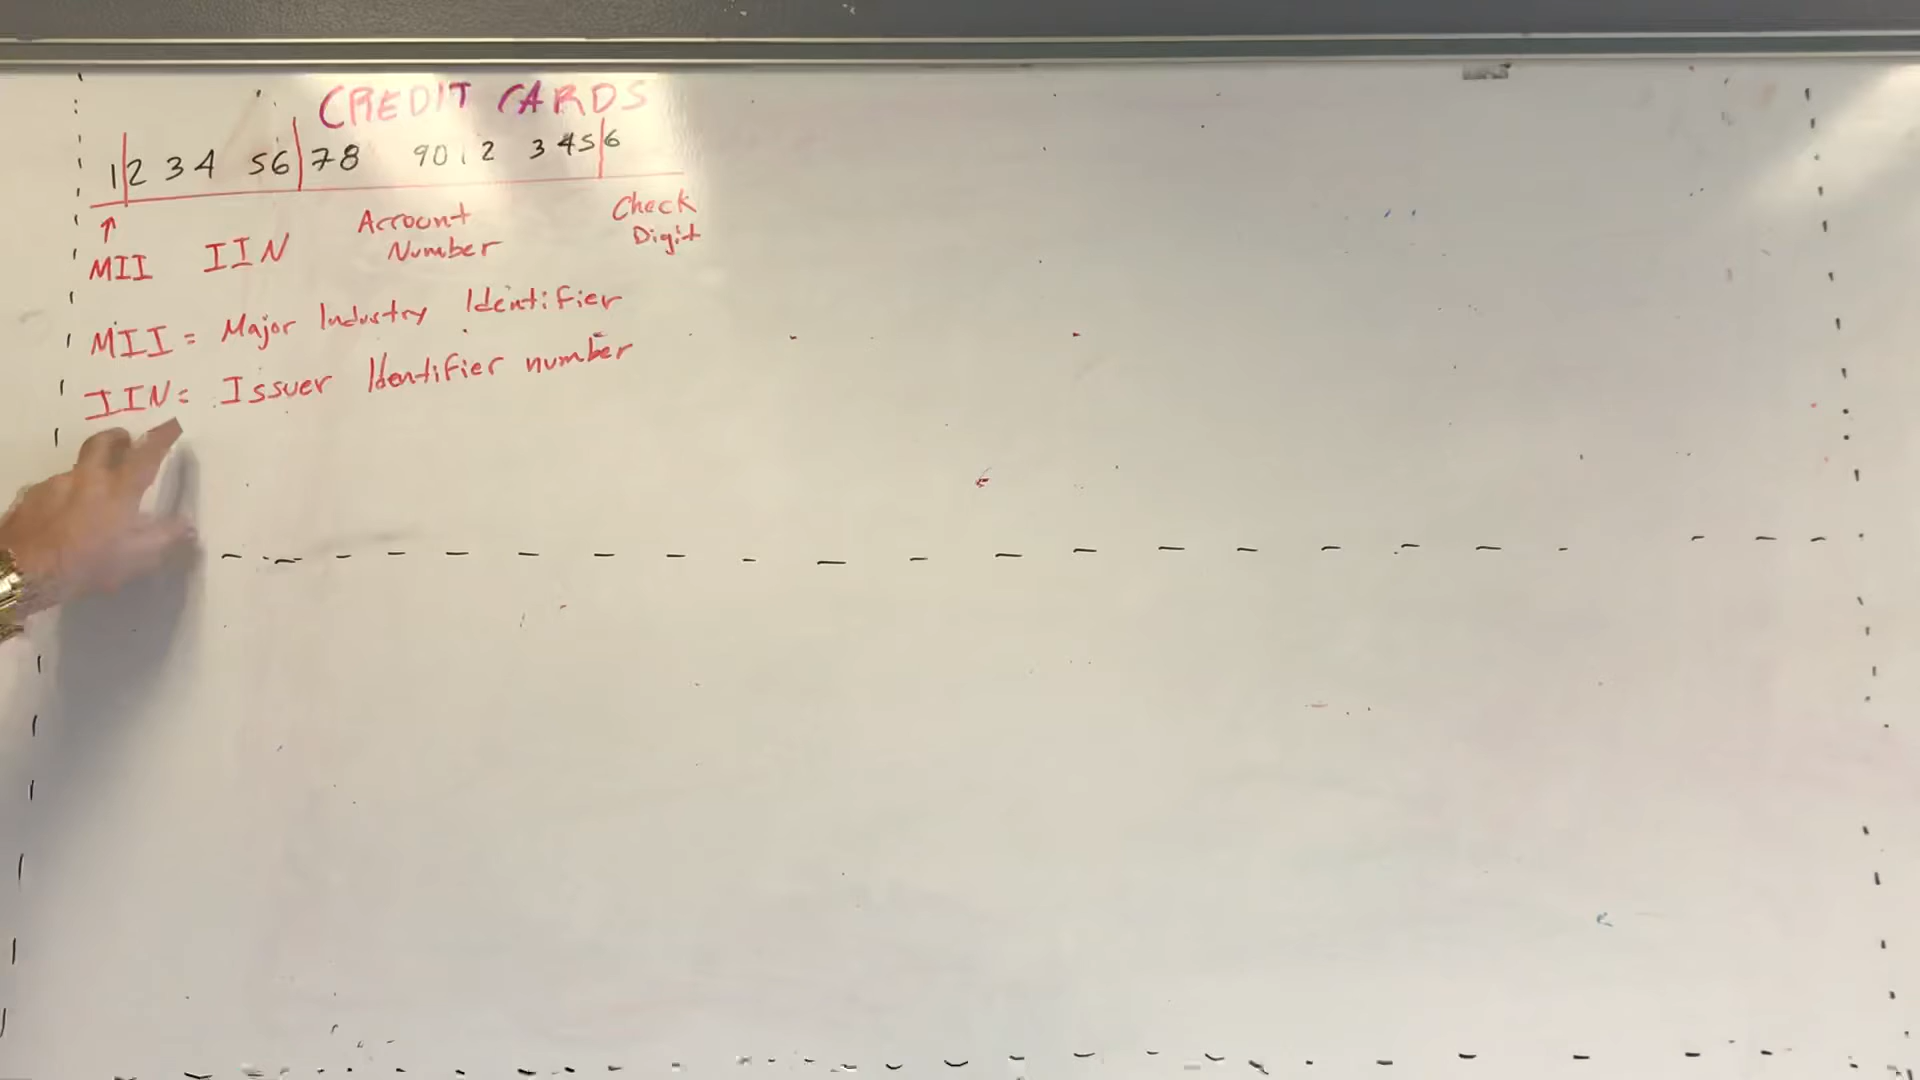 CREDIT CARDS
1|2 3 4 5 6|7 8 9 0 1 2 3 4 5|6
↑
MII IIN Account Number Check Digit
MII = Major Industry Identifier
IIN = Issuer Identifier number